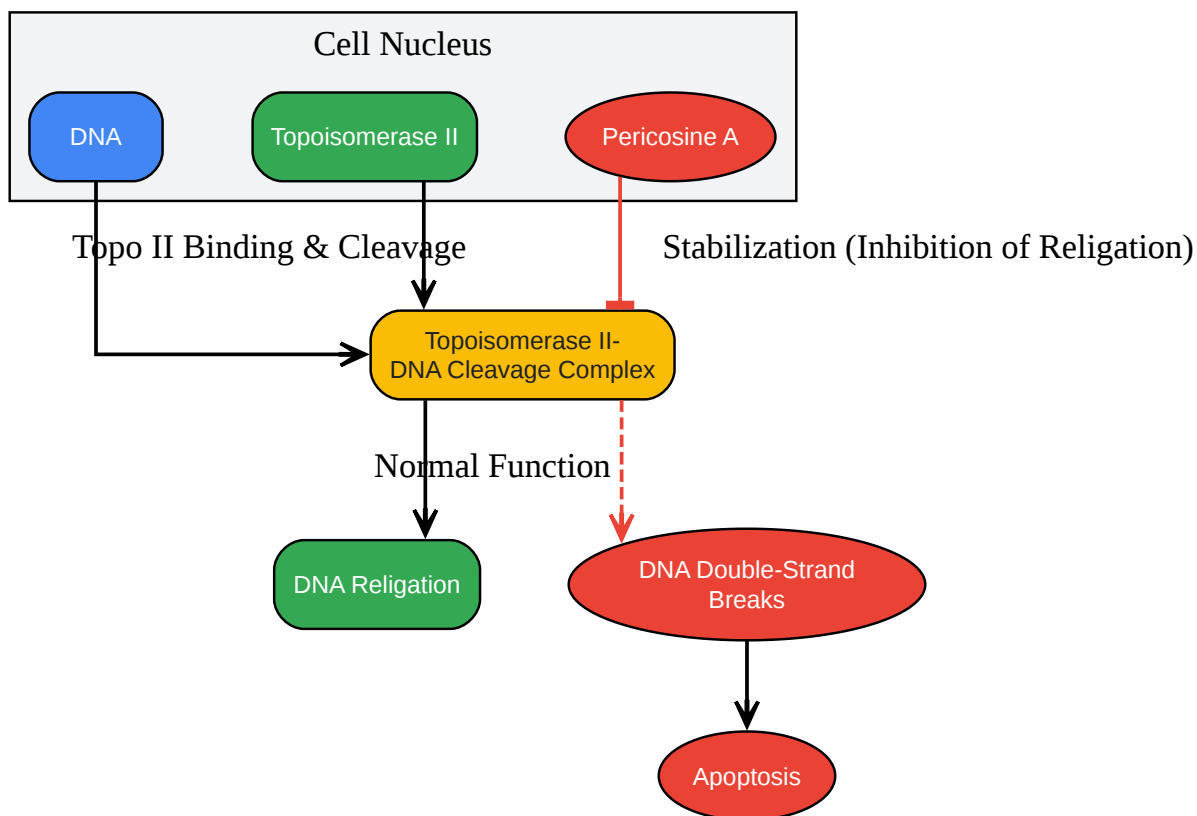 Cell Nucleus
DNA
Topoisomerase II
Pericosine A
Topo II Binding & Cleavage
Stabilization (Inhibition of Religation)
Topoisomerase II-
DNA Cleavage Complex
Normal Function
DNA Religation
DNA Double-Strand
Breaks
Apoptosis